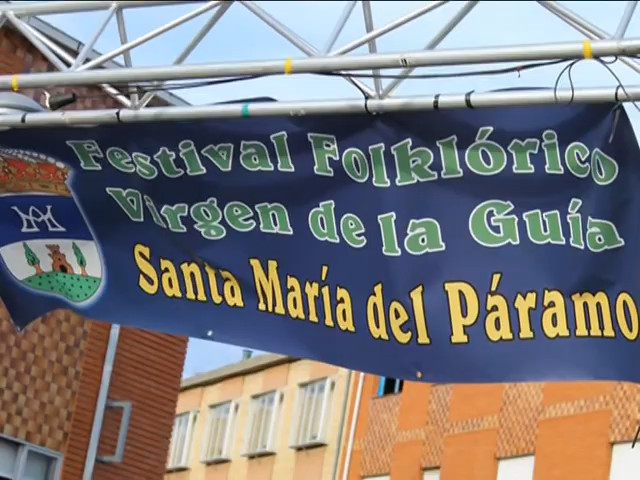 Festival Folklórico
Virgen de la Guía
Santa María del Páramo